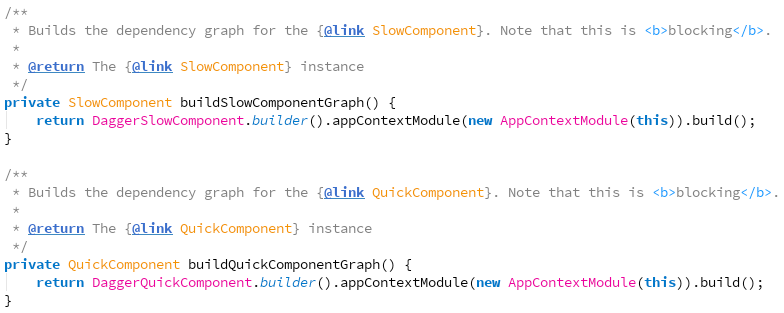 /**
 * Builds the dependency graph for the {@link SlowComponent}. Note that this is <b>blocking</b>.
 *
 * @return The {@link SlowComponent} instance
 */
private SlowComponent buildSlowComponentGraph() {
    return DaggerSlowComponent.builder().appContextModule(new AppContextModule(this)).build();
}

/**
 * Builds the dependency graph for the {@link QuickComponent}. Note that this is <b>blocking</b>.
 *
 * @return The {@link QuickComponent} instance
 */
private QuickComponent buildQuickComponentGraph() {
    return DaggerQuickComponent.builder().appContextModule(new AppContextModule(this)).build();
}